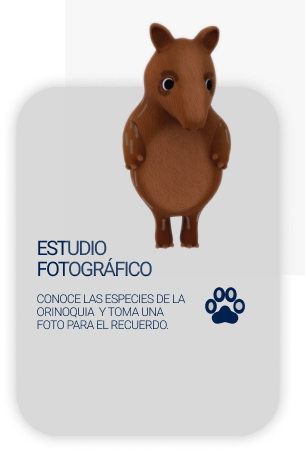 ESTUDIO
FOTOGRÁFICO
CONOCE LAS ESPECIES DE LA
ORINOQUIA Y TOMA UNA
FOTO PARA EL RECUERDO.